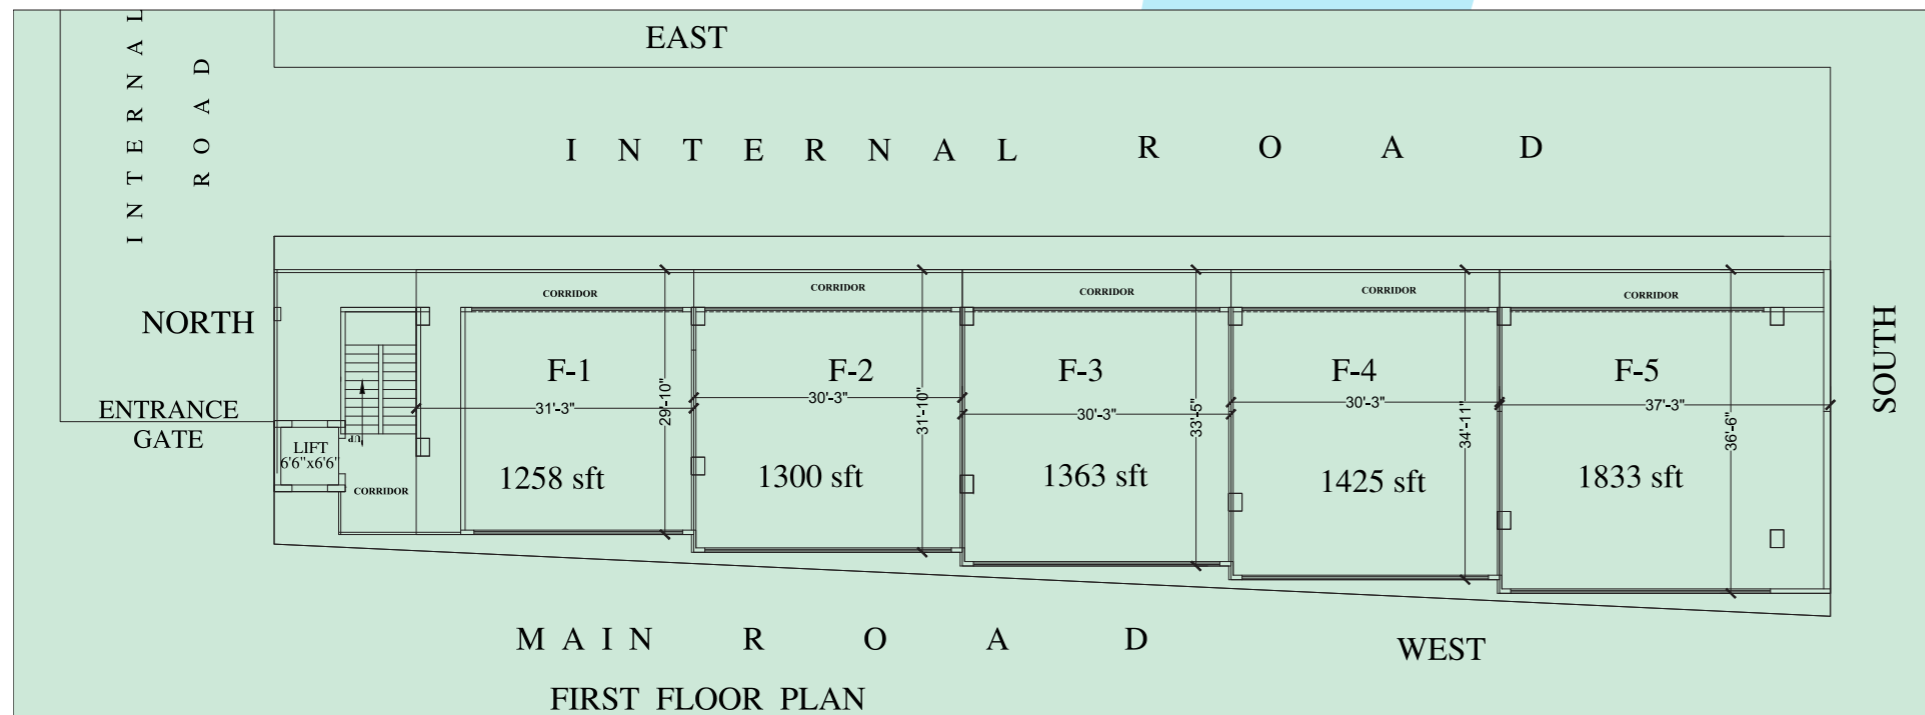 EAST
INTERNAL
ROAD
INTERNAL ROAD
NORTH
SOUTH
ENTRANCE
GATE
LIFT
6'6"x6'6"
UP
CORRIDOR
CORRIDOR
F-1
31'-3"
29'-10"
1258 sft
CORRIDOR
F-2
30'-3"
31'-10"
1300 sft
CORRIDOR
F-3
30'-3"
33'-5"
1363 sft
CORRIDOR
F-4
30'-3"
34'-11"
1425 sft
CORRIDOR
F-5
37'-3"
36'-6"
1833 sft
MAIN ROAD
WEST
FIRST FLOOR PLAN